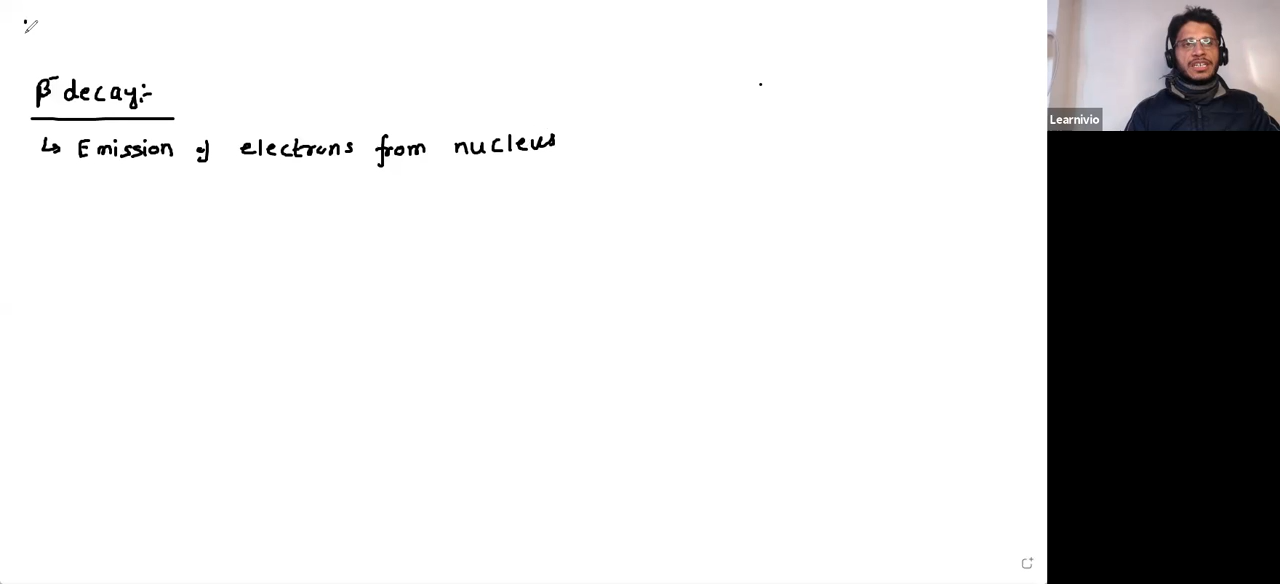 β⁻ decay:-
↳ Emission of electrons from nucleus
Learnivio